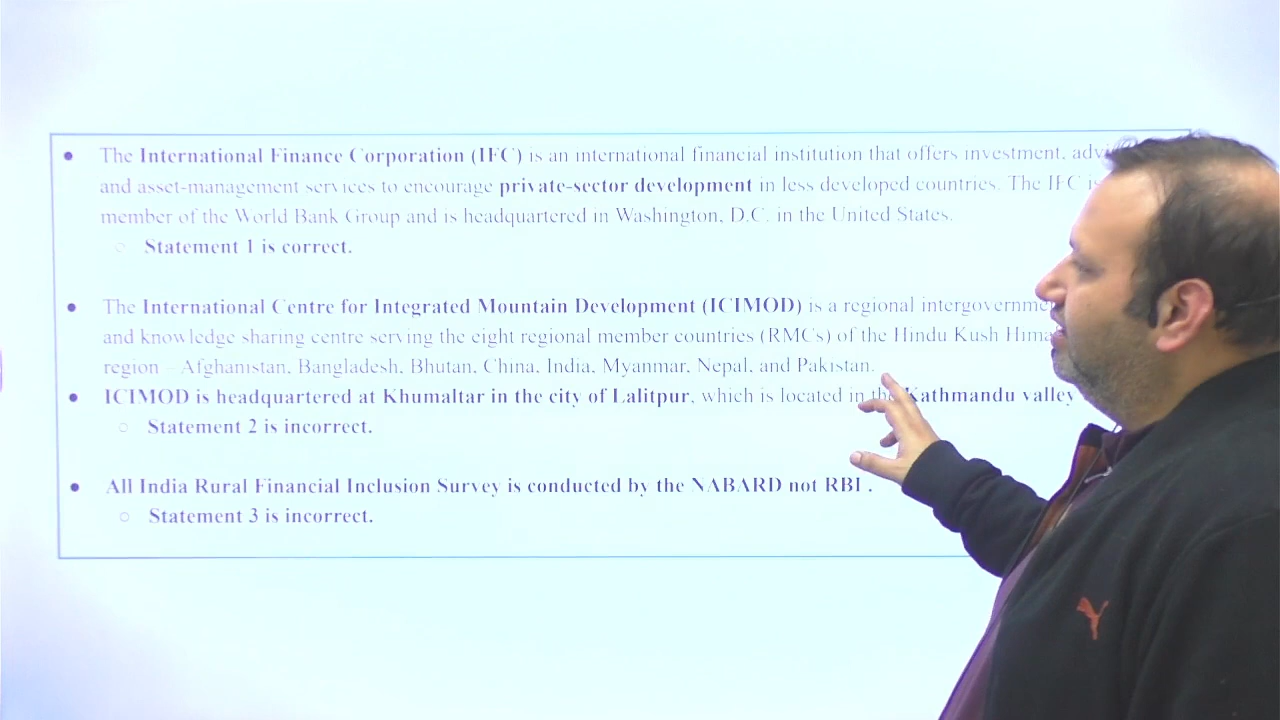 ● The International Finance Corporation (IFC) is an international financial institution that offers investment,
and asset-management services to encourage private-sector development in less developed countries. The IFC is
member of the World Bank Group and is headquartered in Washington, D.C. in the United States.
○ Statement 1 is correct.
● The International Centre for Integrated Mountain Development (ICIMOD) is a regional
and knowledge sharing centre serving the eight regional member countries (RMCs) of the Hindu Kush
region – Afghanistan, Bangladesh, Bhutan, China, India, Myanmar, Nepal, and Pakistan.
● ICIMOD is headquartered at Khumaltar in the city of Lalitpur, which is located in the Kathmandu valley
○ Statement 2 is incorrect.
● All India Rural Financial Inclusion Survey is conducted by the NABARD not RBI .
○ Statement 3 is incorrect.